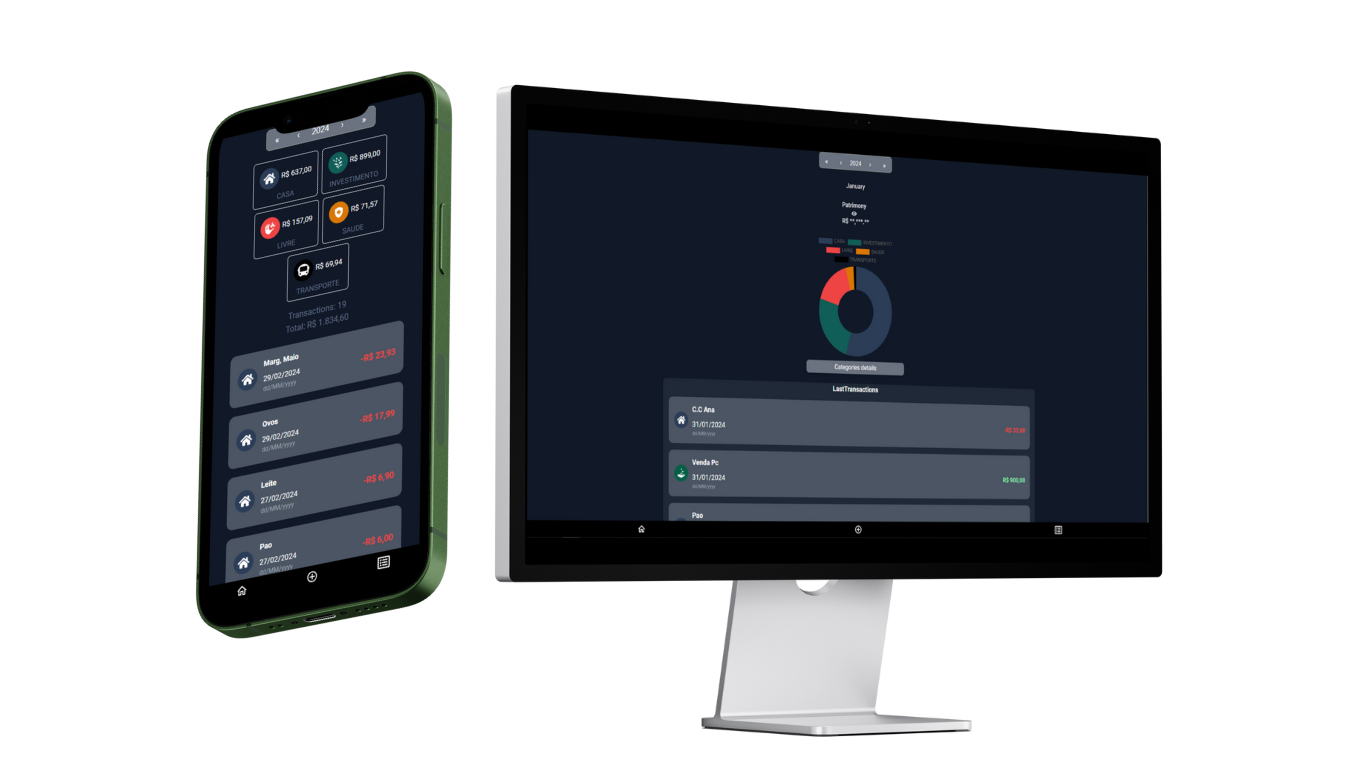 « ‹ 2024 › »
R$ 637,00
CASA
R$ 899,00
INVESTIMENTO
R$ 157,09
LIVRE
R$ 71,57
SAUDE
R$ 69,94
TRANSPORTE
Transactions: 19
Total: R$ 1.834,60
Marg, Maio
29/02/2024
dd/MM/yyyy
-R$ 23,93
Ovos
29/02/2024
dd/MM/yyyy
-R$ 17,99
Leite
27/02/2024
dd/MM/yyyy
-R$ 6,90
Pao
27/02/2024
dd/MM/yyyy
-R$ 6,00
« ‹ 2024 › »
January
Patrimony
R$ **.***,**
CASA INVESTIMENTO
LIVRE SAUDE
TRANSPORTE
Categories details
LastTransactions
C.C Ana
31/01/2024
dd/MM/yyyy
-R$
Venda Pc
31/01/2024
dd/MM/yyyy
R$ 900,00
Pao